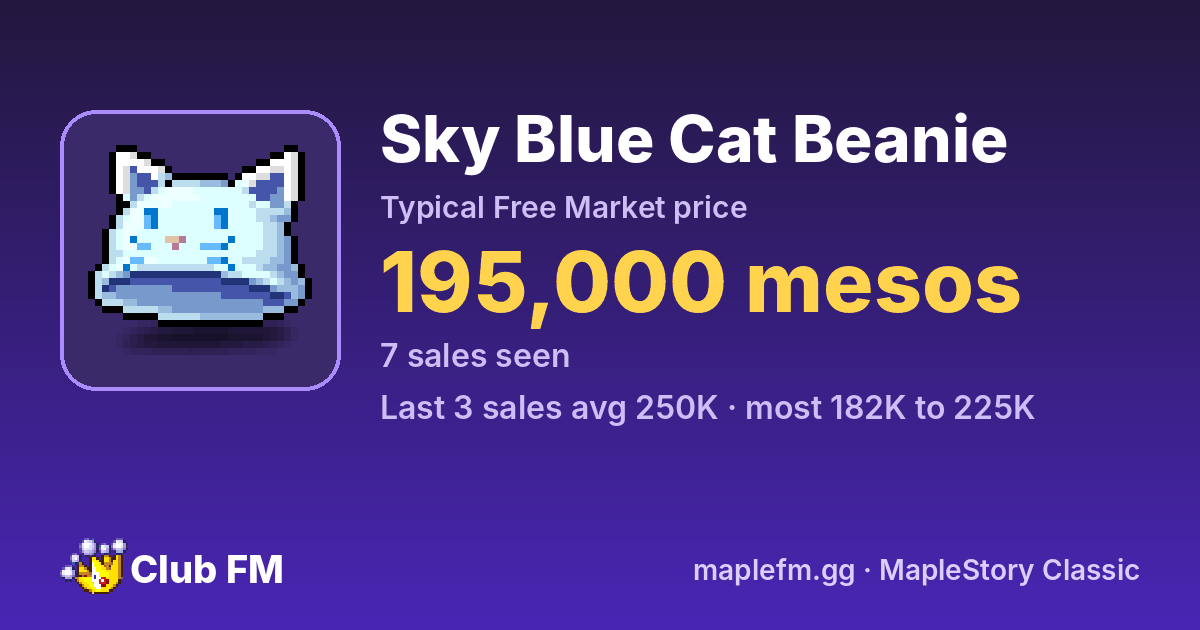 Sky Blue Cat Beanie
Typical Free Market price
195,000 mesos
7 sales seen
Last 3 sales avg 250K · most 182K to 225K
Club FM
maplefm.gg · MapleStory Classic